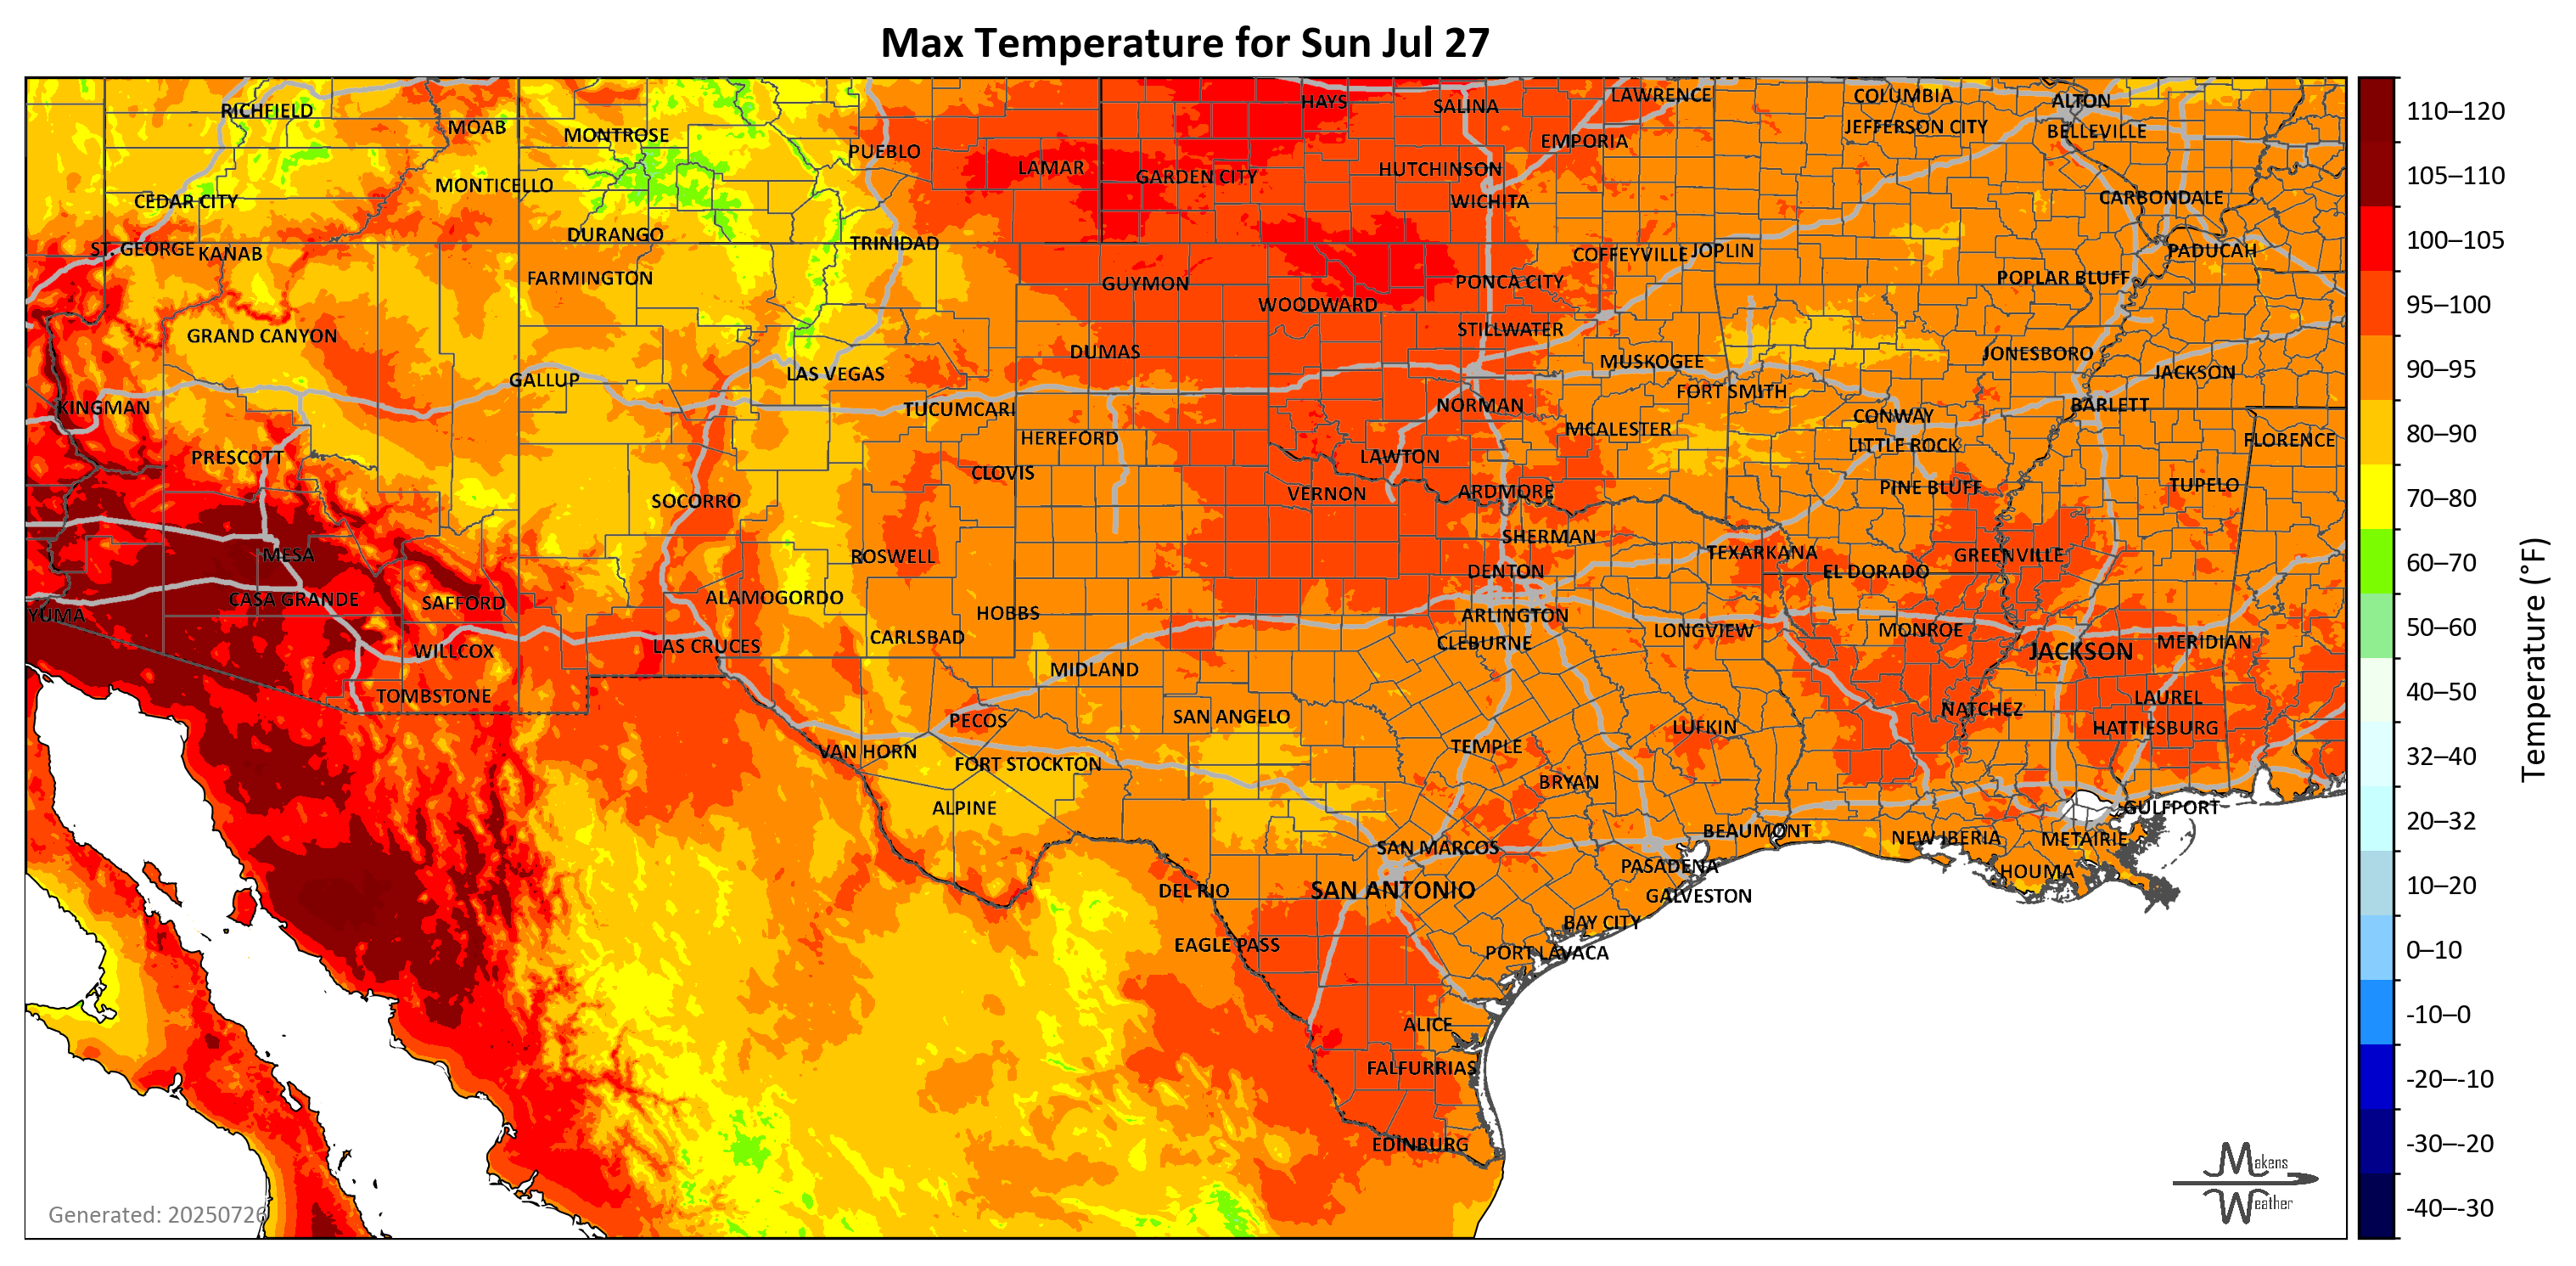 Max Temperature for Sun Jul 27
RICHFIELD
MOAB
MONTROSE
PUEBLO
LAMAR
HAYS
SALINA
LAWRENCE
COLUMBIA
ALTON
EMPORIA
JEFFERSON CITY
BELLEVILLE
MONTICELLO
GARDEN CITY
HUTCHINSON
CEDAR CITY
WICHITA
CARBONDALE
ST. GEORGE
KANAB
DURANGO
TRINIDAD
COFFEYVILLE
JOPLIN
PADUCAH
FARMINGTON
GUYMON
PONCA CITY
POPLAR BLUFF
WOODWARD
GRAND CANYON
STILLWATER
DUMAS
MUSKOGEE
JONESBORO
GALLUP
LAS VEGAS
FORT SMITH
JACKSON
KINGMAN
TUCUMCARI
NORMAN
CONWAY
BARLETT
HEREFORD
MCALESTER
LITTLE ROCK
FLORENCE
PRESCOTT
CLOVIS
LAWTON
SOCORRO
VERNON
ARDMORE
PINE BLUFF
TUPELO
MESA
ROSWELL
SHERMAN
TEXARKANA
GREENVILLE
DENTON
EL DORADO
CASA GRANDE
SAFFORD
ALAMOGORDO
HOBBS
ARLINGTON
YUMA
CARLSBAD
CLEBURNE
LONGVIEW
MONROE
WILLCOX
LAS CRUCES
JACKSON
MERIDIAN
MIDLAND
TOMBSTONE
PECOS
SAN ANGELO
LAUREL
NATCHEZ
LUFKIN
HATTIESBURG
VAN HORN
FORT STOCKTON
TEMPLE
BRYAN
ALPINE
GULFPORT
BEAUMONT
NEW IBERIA
METAIRIE
SAN MARCOS
PASADENA
HOUMA
DEL RIO
SAN ANTONIO
GALVESTON
BAY CITY
EAGLE PASS
PORT LAVACA
ALICE
FALFURRIAS
EDINBURG
Generated: 20250726
Makens
Weather
110–120
105–110
100–105
95–100
90–95
80–90
70–80
60–70
50–60
40–50
32–40
20–32
10–20
0–10
-10–0
-20–-10
-30–-20
-40–-30
Temperature (°F)